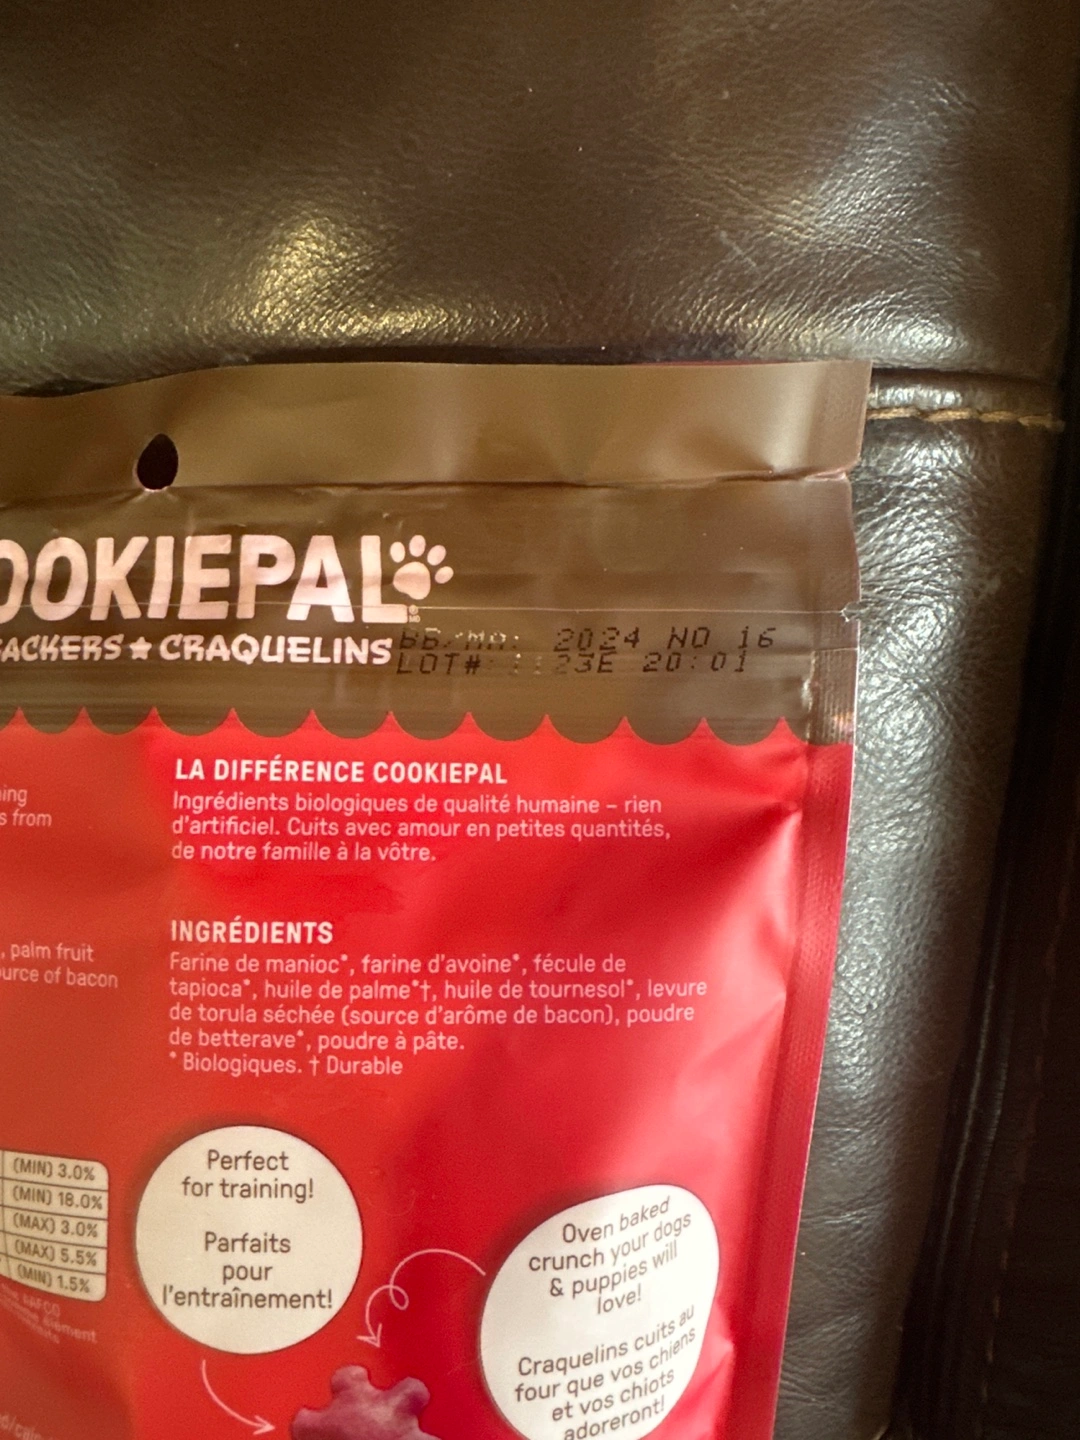 OOKIEPAL
ACKERS ★ CRAQUELINS
BB/MA: 2024 NO 16
LOT# 1123E 20:01
LA DIFFÉRENCE COOKIEPAL
Ingrédients biologiques de qualité humaine – rien
d'artificiel. Cuits avec amour en petites quantités,
de notre famille à la vôtre.
ing
s from
INGRÉDIENTS
Farine de manioc*, farine d'avoine*, fécule de
tapioca*, huile de palme*†, huile de tournesol*, levure
de torula séchée (source d'arôme de bacon), poudre
de betterave*, poudre à pâte.
* Biologiques. † Durable
, palm fruit
urce of bacon
(MIN) 3.0%
(MIN) 18.0%
(MAX) 3.0%
(MAX) 5.5%
(MIN) 1.5%
AAFCO
Perfect
for training!
Parfaits
pour
l'entraînement!
Oven baked
crunch your dogs
& puppies will
love!
Craquelins cuits au
four que vos chiens
et vos chiots
adoreront!